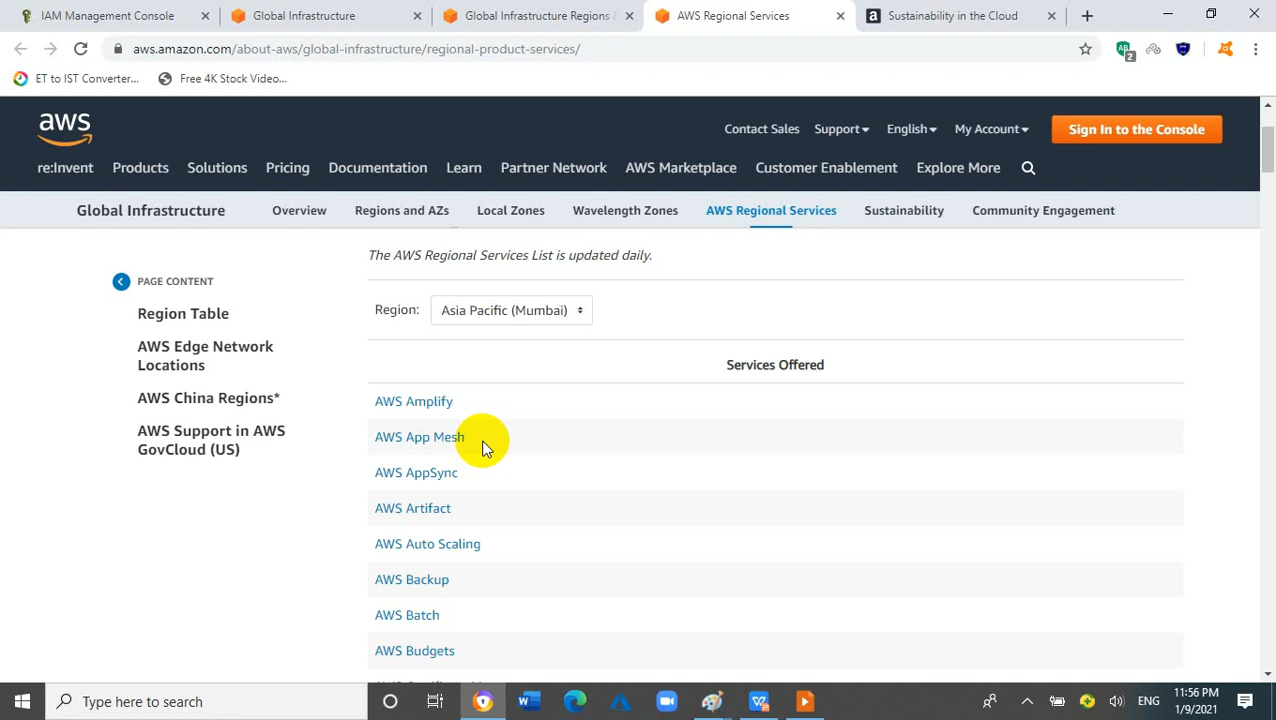 IAM Management Console
Global Infrastructure
Global Infrastructure Regions &
AWS Regional Services
Sustainability in the Cloud
aws.amazon.com/about-aws/global-infrastructure/regional-product-services/
2
ET to IST Converter...
Free 4K Stock Video...
aws
Contact Sales Support English My Account Sign In to the Console
re:Invent Products Solutions Pricing Documentation Learn Partner Network AWS Marketplace Customer Enablement Explore More
Global Infrastructure Overview Regions and AZs Local Zones Wavelength Zones AWS Regional Services Sustainability Community Engagement
PAGE CONTENT
Region Table
AWS Edge Network
Locations
AWS China Regions*
AWS Support in AWS
GovCloud (US)
The AWS Regional Services List is updated daily.
Region: Asia Pacific (Mumbai)
Services Offered
AWS Amplify
AWS App Mesh
AWS AppSync
AWS Artifact
AWS Auto Scaling
AWS Backup
AWS Batch
AWS Budgets
Type here to search
ENG
11:56 PM
1/9/2021